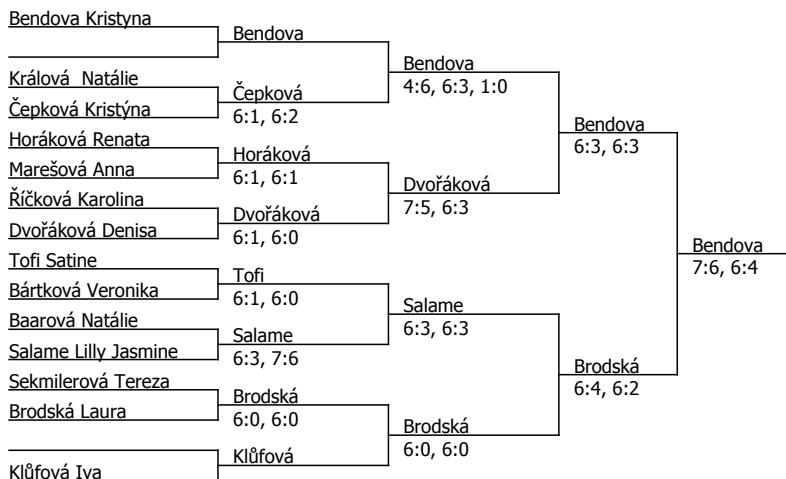 Bendova Kristyna
Bendova
Bendova
4:6, 6:3, 1:0
Králová Natálie
Čepková
6:1, 6:2
Čepková Kristýna
Bendova
6:3, 6:3
Horáková Renata
Horáková
6:1, 6:1
Marešová Anna
Dvořáková
7:5, 6:3
Říčková Karolina
Dvořáková
6:1, 6:0
Dvořáková Denisa
Bendova
7:6, 6:4
Tofi Satine
Tofi
6:1, 6:0
Bártková Veronika
Salame
6:3, 6:3
Baarová Natálie
Salame
6:3, 7:6
Salame Lilly Jasmine
Brodská
6:4, 6:2
Sekmilerová Tereza
Brodská
6:0, 6:0
Brodská Laura
Brodská
6:0, 6:0
Klůfová
Klůfová Iva